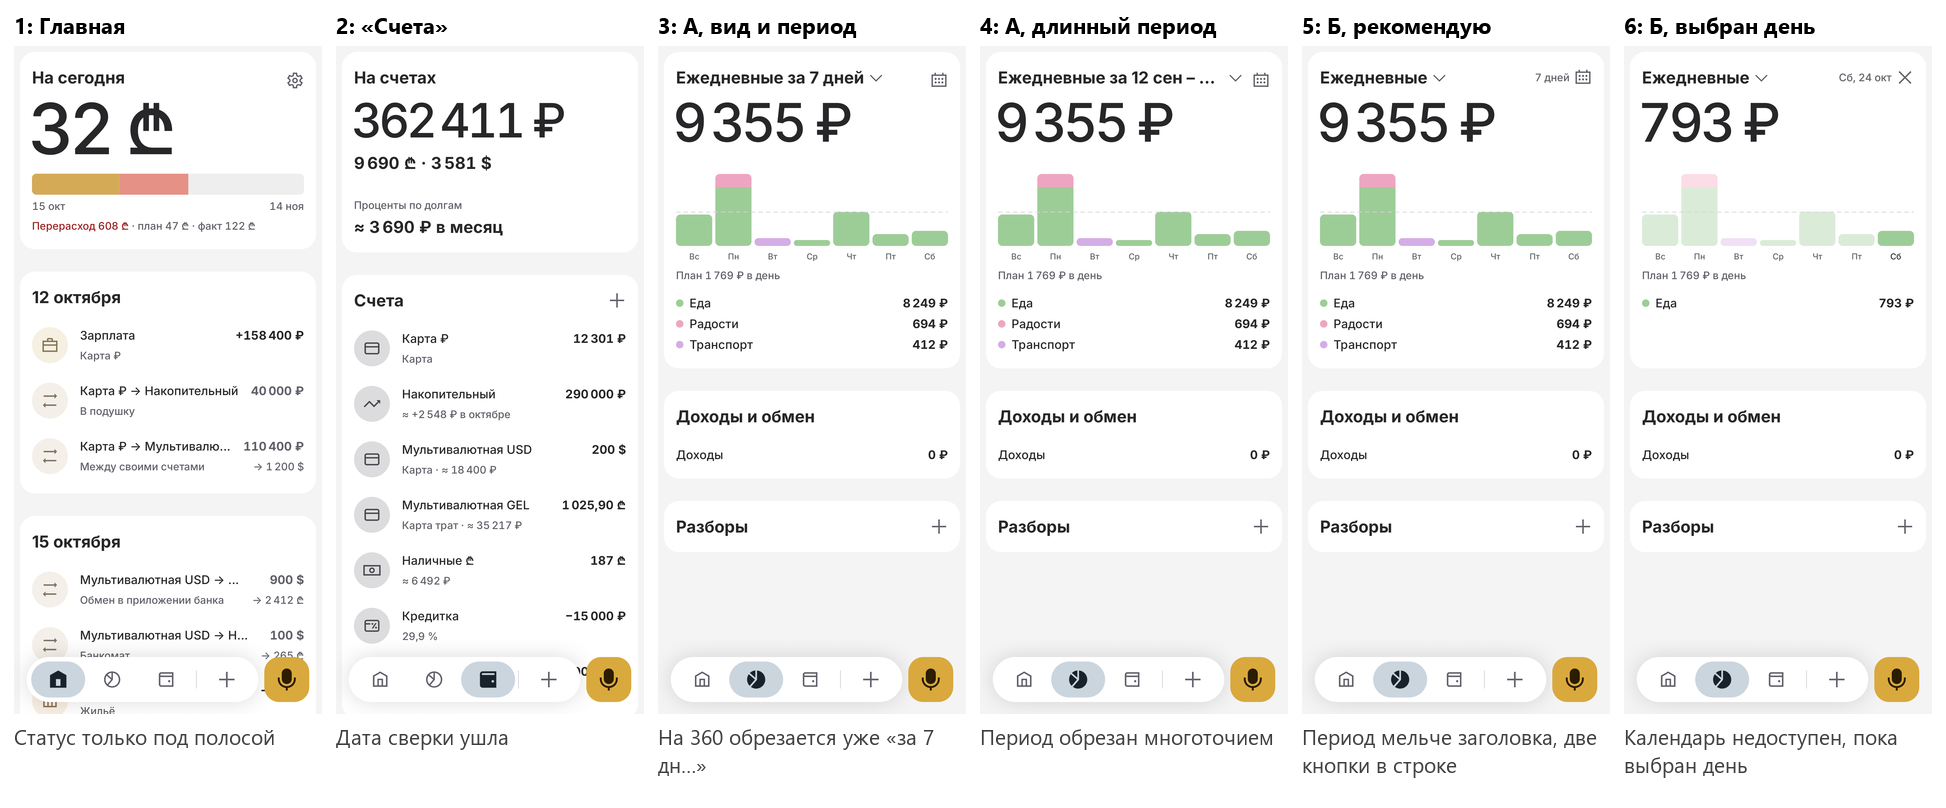 1: Главная
На сегодня
32 ₾
15 окт 14 ноя
Перерасход 608 ₾ · план 47 ₾ · факт 122 ₾
12 октября
Зарплата +158 400 ₽
Карта ₽
Карта ₽ → Накопительный 40 000 ₽
В подушку
Карта ₽ → Мультивалю... 110 400 ₽
Между своими счетами → 1 200 $
15 октября
Мультивалютная USD → ... 900 $
Обмен в приложении банка → 2 412 ₾
Мультивалютная USD → Н... 100 $
Банкомат → 265 ₾
Жильё
Статус только под полосой
2: «Счета»
На счетах
362 411 ₽
9 690 ₾ · 3 581 $
Проценты по долгам
≈ 3 690 ₽ в месяц
Счета
Карта ₽ 12 301 ₽
Карта
Накопительный 290 000 ₽
≈ +2 548 ₽ в октябре
Мультивалютная USD 200 $
Карта · ≈ 18 400 ₽
Мультивалютная GEL 1 025,90 ₾
Карта трат · ≈ 35 217 ₽
Наличные ₾ 187 ₾
≈ 6 492 ₽
Кредитка −15 000 ₽
29,9 %
Дата сверки ушла
3: А, вид и период
Ежедневные за 7 дней
9 355 ₽
Вс Пн Вт Ср Чт Пт Сб
План 1 769 ₽ в день
Еда 8 249 ₽
Радости 694 ₽
Транспорт 412 ₽
Доходы и обмен
Доходы 0 ₽
Разборы
На 360 обрезается уже «за 7
дн...»
4: А, длинный период
Ежедневные за 12 сен – ...
9 355 ₽
Вс Пн Вт Ср Чт Пт Сб
План 1 769 ₽ в день
Еда 8 249 ₽
Радости 694 ₽
Транспорт 412 ₽
Доходы и обмен
Доходы 0 ₽
Разборы
Период обрезан многоточием
5: Б, рекомендую
Ежедневные 7 дней
9 355 ₽
Вс Пн Вт Ср Чт Пт Сб
План 1 769 ₽ в день
Еда 8 249 ₽
Радости 694 ₽
Транспорт 412 ₽
Доходы и обмен
Доходы 0 ₽
Разборы
Период мельче заголовка, две
кнопки в строке
6: Б, выбран день
Ежедневные Сб, 24 окт
793 ₽
Вс Пн Вт Ср Чт Пт Сб
План 1 769 ₽ в день
Еда 793 ₽
Доходы и обмен
Доходы 0 ₽
Разборы
Календарь недоступен, пока
выбран день